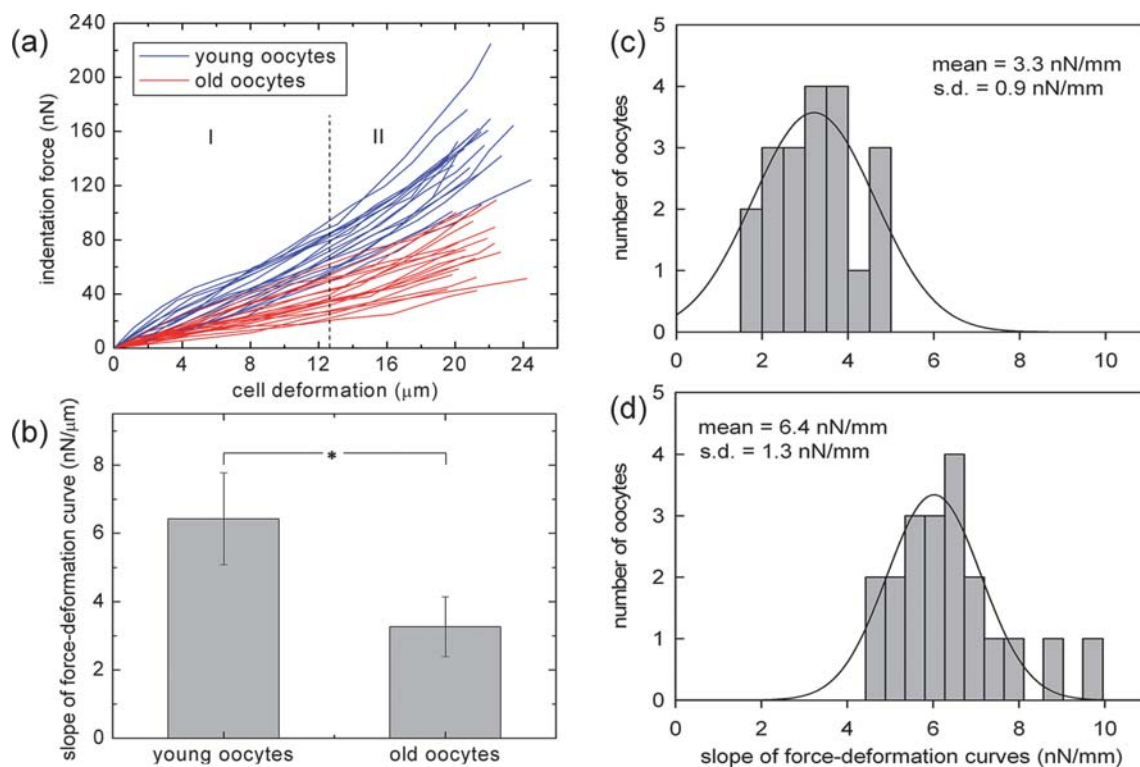 (a)
240
200
160
120
80
40
0
indentation force (nN)
young oocytes
old oocytes
I
II
0 4 8 12 16 20 24
cell deformation (μm)
(b)
8
6
4
2
0
slope of force-deformation curve (nN/μm)
*
young oocytes old oocytes
(c)
5
4
3
2
1
0
number of oocytes
mean = 3.3 nN/mm
s.d. = 0.9 nN/mm
0 2 4 6 8 10
(d)
5
4
3
2
1
0
number of oocytes
mean = 6.4 nN/mm
s.d. = 1.3 nN/mm
0 2 4 6 8 10
slope of force-deformation curves (nN/mm)